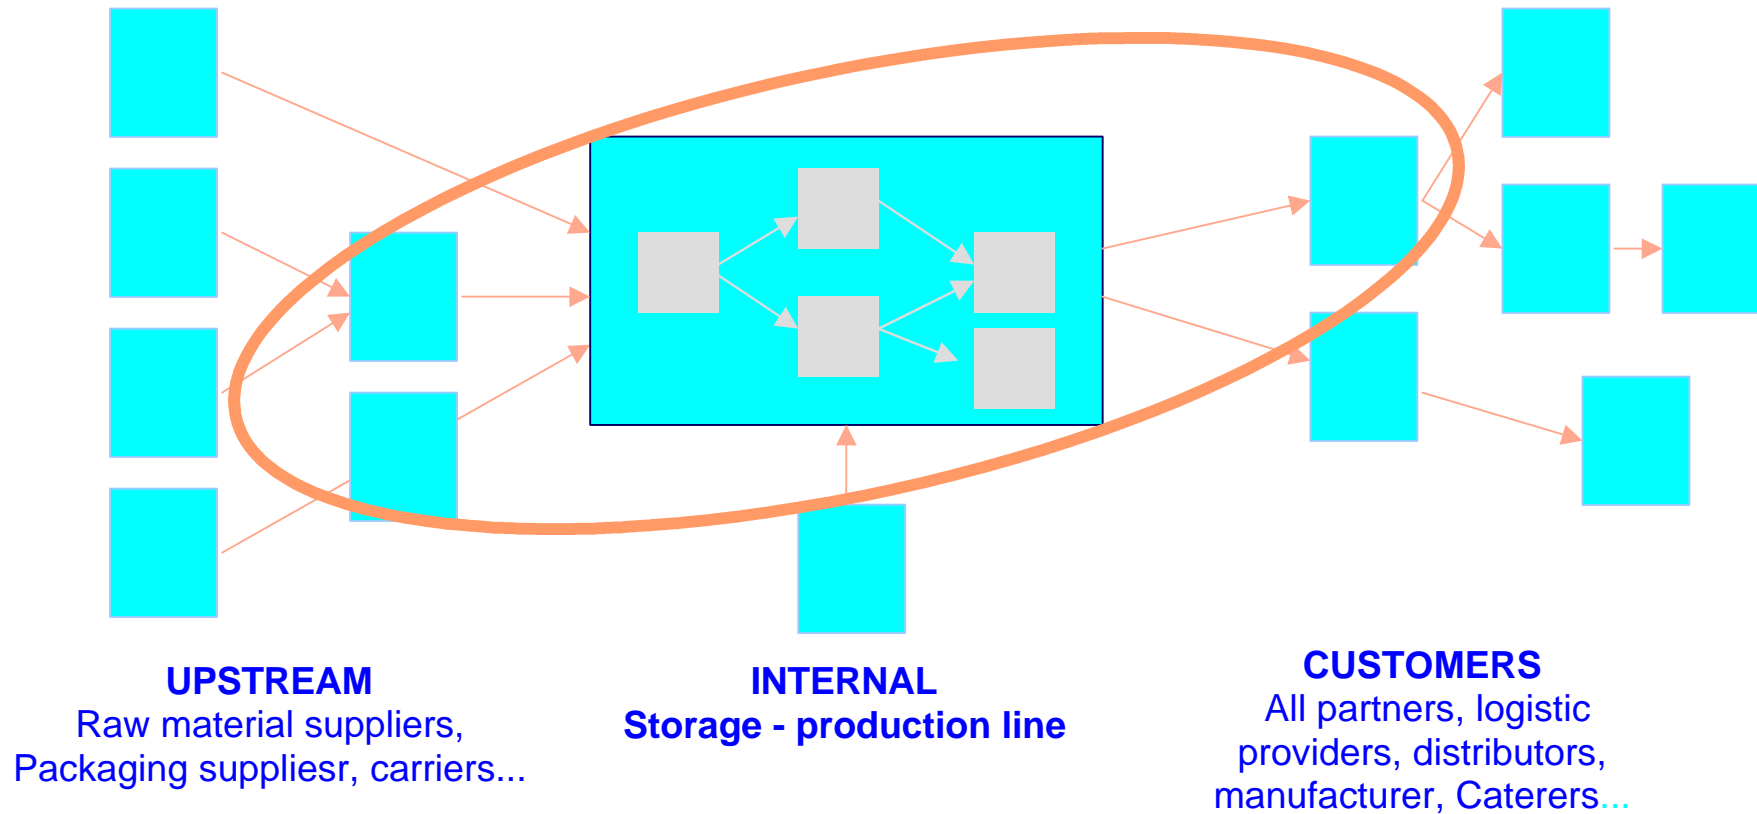 UPSTREAM
Raw material suppliers,
Packaging suppliesr, carriers...
INTERNAL
Storage - production line
CUSTOMERS
All partners, logistic
providers, distributors,
manufacturer, Caterers...